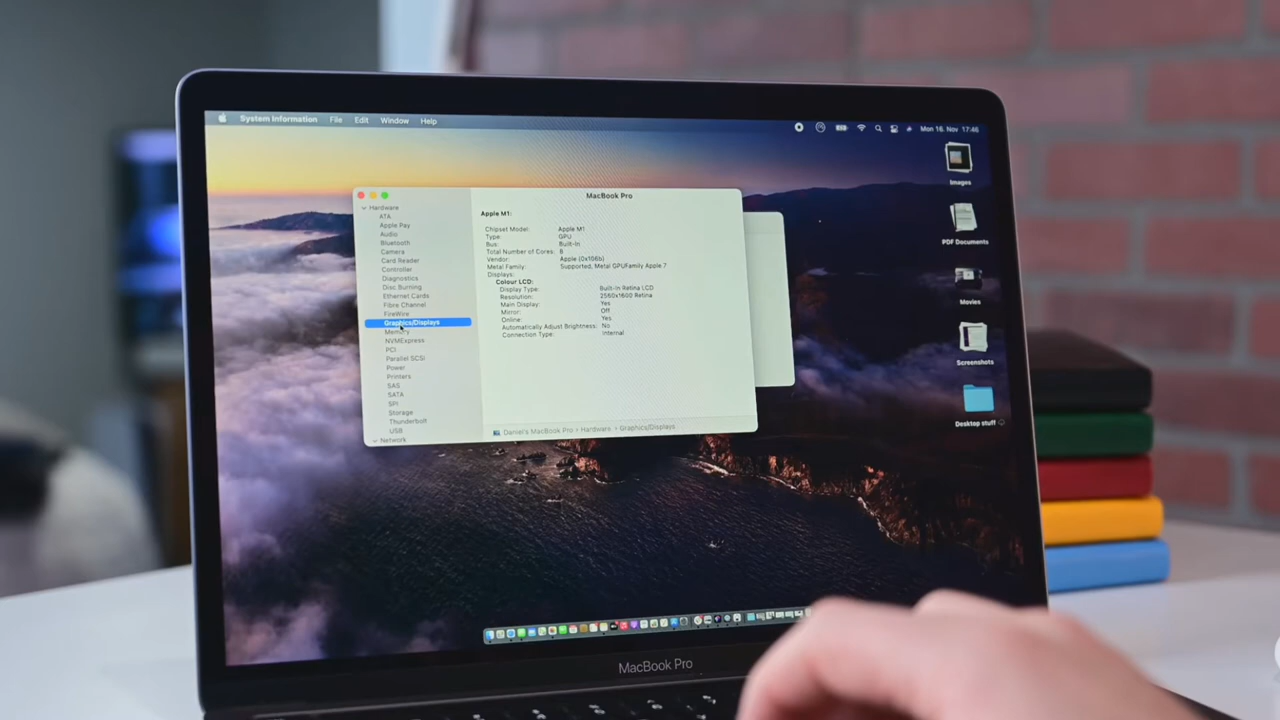 System Information File Edit Window Help Mon 16. Nov 17:46
Images
PDF Documents
Movies
Screenshots
Desktop stuff
MacBook Pro
Hardware
ATA
Apple Pay
Audio
Bluetooth
Camera
Card Reader
Controller
Diagnostics
Disc Burning
Ethernet Cards
Fibre Channel
FireWire
Graphics/Displays
Memory
NVMExpress
PCI
Parallel SCSI
Power
Printers
SAS
SATA
SPI
Storage
Thunderbolt
USB
Network
Apple M1:
Chipset Model: Apple M1
Type: GPU
Bus: Built-In
Total Number of Cores: 8
Vendor: Apple (0x106b)
Metal Family: Supported, Metal GPUFamily Apple 7
Displays:
Colour LCD:
Display Type: Built-In Retina LCD
Resolution: 2560x1600 Retina
Main Display: Yes
Mirror: Off
Online: Yes
Automatically Adjust Brightness: No
Connection Type: Internal
Daniel's MacBook Pro › Hardware › Graphics/Displays
MacBook Pro